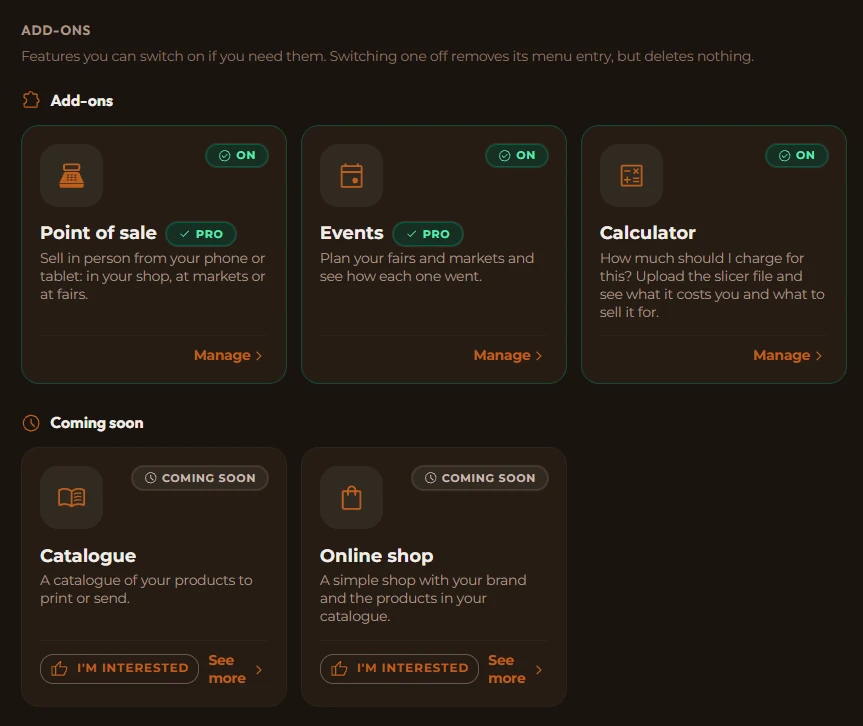 ADD-ONS
Features you can switch on if you need them. Switching one off removes its menu entry, but deletes nothing.
Add-ons
ON
Point of sale PRO
Sell in person from your phone or
tablet: in your shop, at markets or
at fairs.
Manage
ON
Events PRO
Plan your fairs and markets and
see how each one went.
Manage
ON
Calculator
How much should I charge for
this? Upload the slicer file and
see what it costs you and what to
sell it for.
Manage
Coming soon
COMING SOON
Catalogue
A catalogue of your products to
print or send.
I'M INTERESTED
See
more
COMING SOON
Online shop
A simple shop with your brand
and the products in your
catalogue.
I'M INTERESTED
See
more